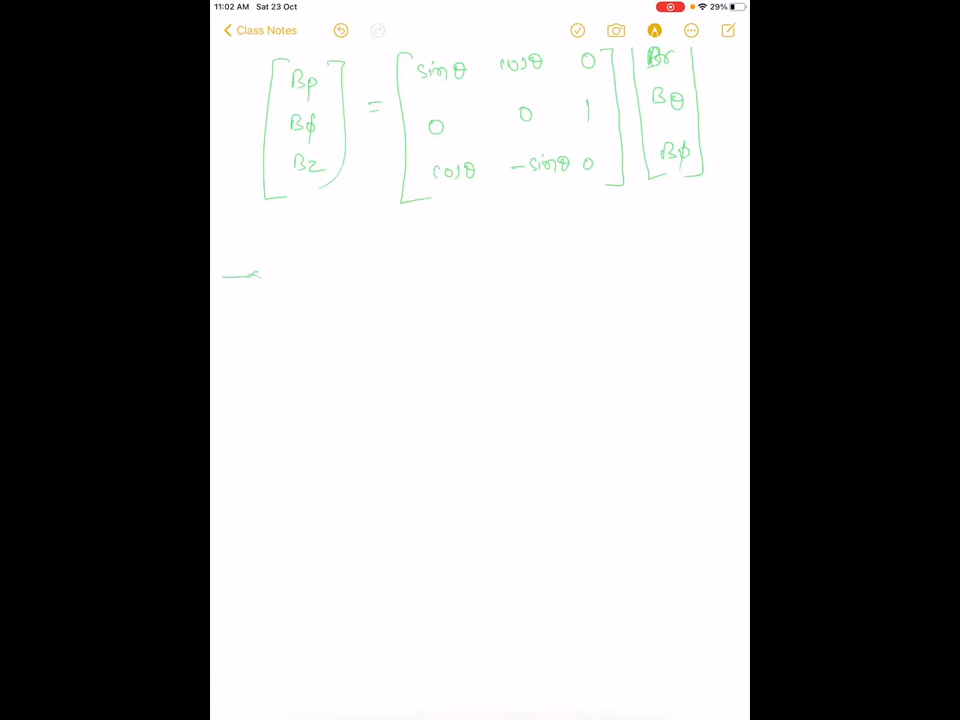 11:02 AM Sat 23 Oct 29%
Class Notes
[Bρ Bφ Bz] = [sinθ cosθ 0
0 0 1
cosθ -sinθ 0] [Br Bθ Bφ]